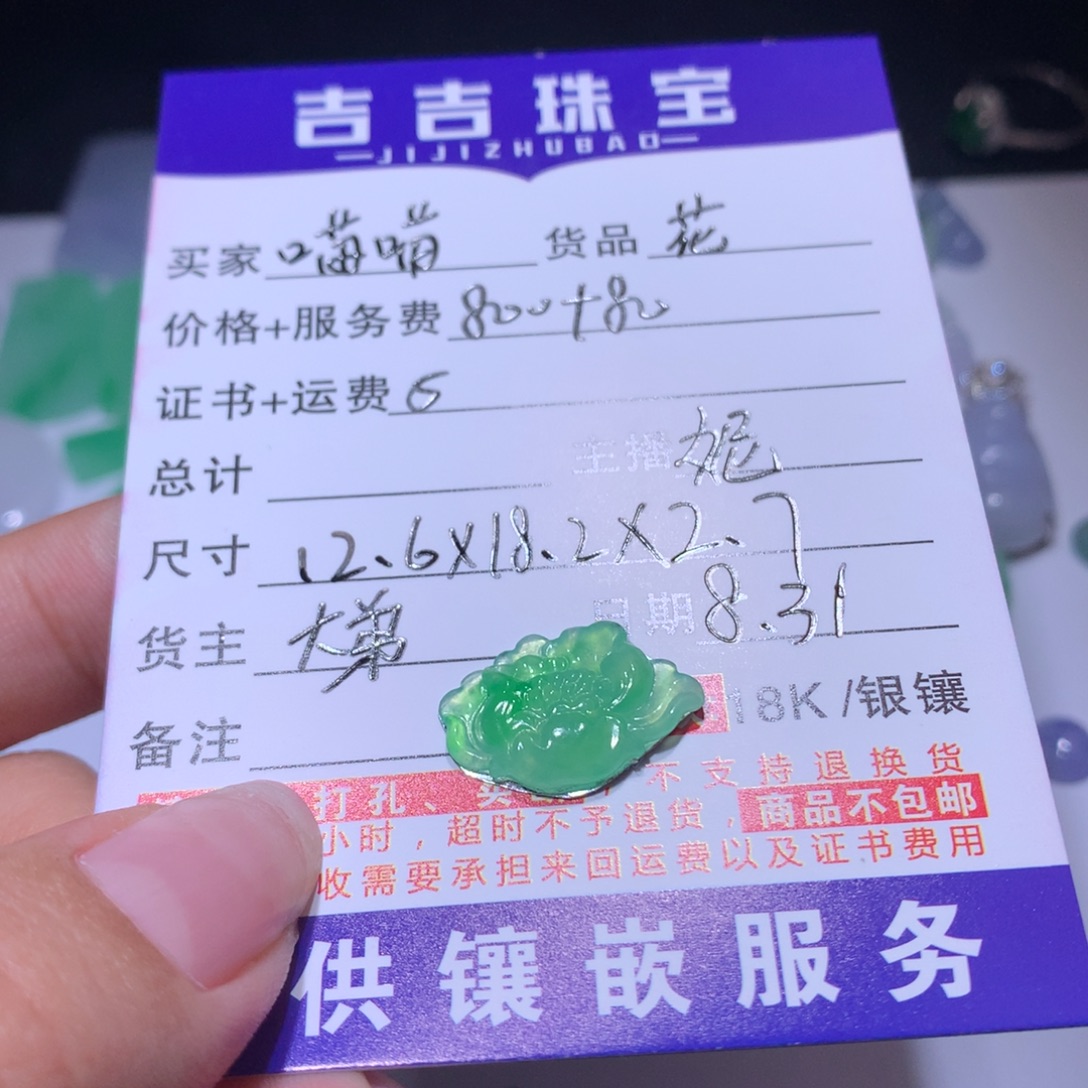 吉吉珠宝
JIJIZHUBAO
买家 喵喵 货品 花
价格+服务费 800+80
证书+运费 6
总计 主播 妮
尺寸 12.6X18.2X2.7
货主 大弟 日期 8.31
备注 18K/银镶
打孔、 不支持退换货
小时，超时不予退货，商品不包邮
收需要承担来回运费以及证书费用
供镶嵌服务